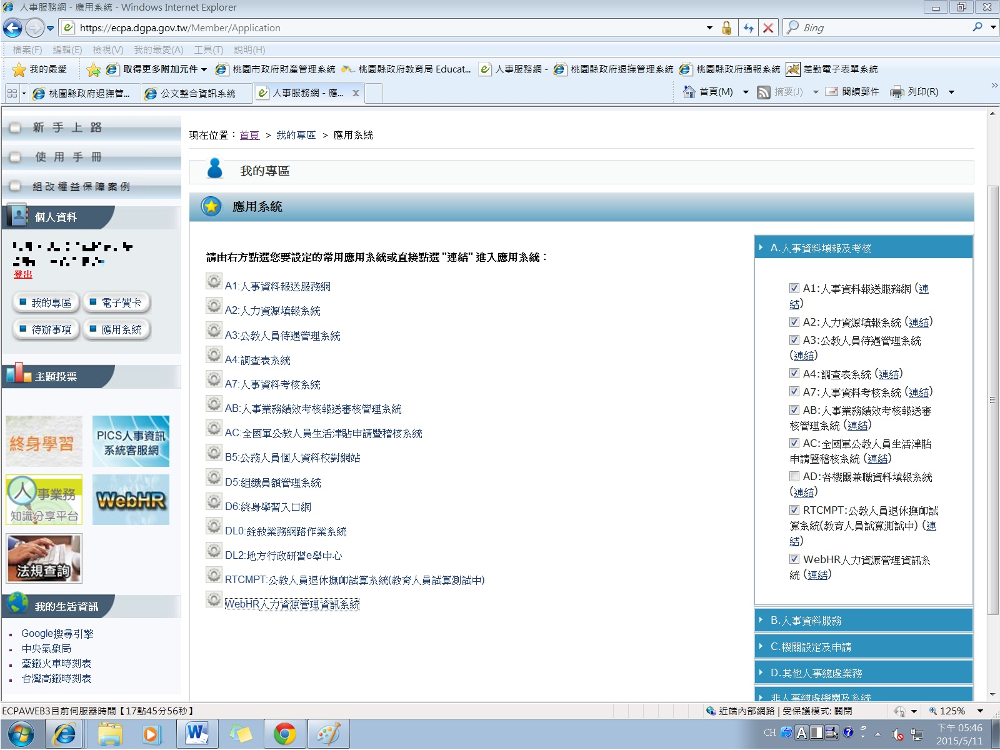 人事服務網 - 應用系統 - Windows Internet Explorer
https://ecpa.dgpa.gov.tw/Member/Application
Bing
檔案(F) 編輯(E) 檢視(V) 我的最愛(A) 工具(T) 說明(H)
我的最愛 取得更多附加元件 桃園市政府財產管理系統 桃園縣政府教育局 Educat... 人事服務網 - 桃園縣政府退撫管理系統 桃園縣政府通報系統 差勤電子表單系統
桃園縣政府退撫管... 公文整合資訊系統 人事服務網 - 應... X 首頁(M) 摘要(J) 閱讀郵件 列印(R) »
新手上路
使用手冊
組改權益保障案例
個人資料
登出
我的專區 電子賀卡
待辦事項 應用系統
主題投票
終身學習
PICS人事資訊
系統客服網
人事業務
知識分享平台
WebHR
法規查詢
我的生活資訊
Google搜尋引擎
中央氣象局
臺鐵火車時刻表
台灣高鐵時刻表
現在位置：首頁 > 我的專區 > 應用系統
我的專區
應用系統
請由右方點選您要設定的常用應用系統或直接點選 "連結" 進入應用系統：
A1:人事資料報送服務網
A2:人力資源填報系統
A3:公教人員待遇管理系統
A4:調查表系統
A7:人事資料考核系統
AB:人事業務績效考核報送審核管理系統
AC:全國軍公教人員生活津貼申請暨稽核系統
B5:公務人員個人資料校對網站
D5:組織員額管理系統
D6:終身學習入口網
DL0:銓敘業務網路作業系統
DL2:地方行政研習e學中心
RTCMPT:公教人員退休撫卹試算系統(教育人員試算測試中)
WebHR人力資源管理資訊系統
A.人事資料填報及考核
A1:人事資料報送服務網 (連
結)
A2:人力資源填報系統 (連結)
A3:公教人員待遇管理系統
(連結)
A4:調查表系統 (連結)
A7:人事資料考核系統 (連結)
AB:人事業務績效考核報送審
核管理系統 (連結)
AC:全國軍公教人員生活津貼
申請暨稽核系統 (連結)
AD:各機關兼職資料填報系統
(連結)
RTCMPT:公教人員退休撫卹試
算系統(教育人員試算測試中) (連
結)
WebHR人力資源管理資訊系
統 (連結)
B.人事資料服務
C.機關設定及申請
D.其他人事總處業務
非人事總處機關及系統
ECPAWEB3目前伺服器時間【17點45分56秒】 近端內部網路 | 受保護模式: 關閉 125%
CH A 下午 05:46
2015/5/11